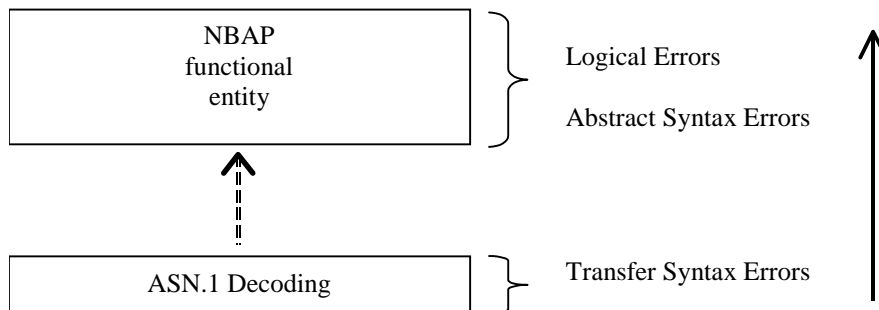 NBAP
functional
entity
Logical Errors
Abstract Syntax Errors
ASN.1 Decoding
Transfer Syntax Errors